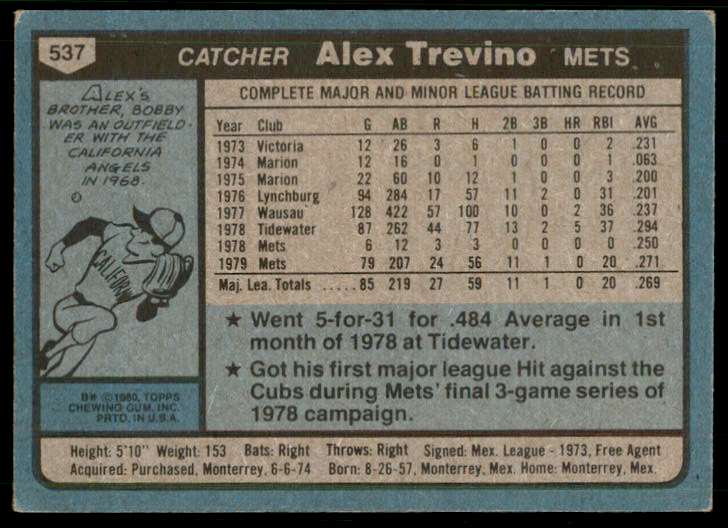 537 CATCHER Alex Trevino METS
ALEX'S
BROTHER, BOBBY
WAS AN OUTFIELD-
ER WITH THE
CALIFORNIA
ANGELS
IN 1968.
CALIFORNI
B# © 1980, TOPPS
CHEWING GUM, INC.
PRTD. IN U.S.A.
COMPLETE MAJOR AND MINOR LEAGUE BATTING RECORD
Year Club G AB R H 2B 3B HR RBI AVG
1973 Victoria 12 26 3 6 1 0 0 2 .231
1974 Marion 12 16 0 1 0 0 0 1 .063
1975 Marion 22 60 10 12 1 0 0 3 .200
1976 Lynchburg 94 284 17 57 11 2 0 31 .201
1977 Wausau 128 422 57 100 10 0 2 36 .237
1978 Tidewater 87 262 44 77 13 2 5 37 .294
1978 Mets 6 12 3 3 0 0 0 0 .250
1979 Mets 79 207 24 56 11 1 0 20 .271
Maj. Lea. Totals .....85 219 27 59 11 1 0 20 .269
★ Went 5-for-31 for .484 Average in 1st
month of 1978 at Tidewater.
★ Got his first major league Hit against the
Cubs during Mets' final 3-game series of
1978 campaign.
Height: 5'10" Weight: 153 Bats: Right Throws: Right Signed: Mex. League - 1973, Free Agent
Acquired: Purchased, Monterrey, 6-6-74 Born: 8-26-57, Monterrey, Mex. Home: Monterrey, Mex.